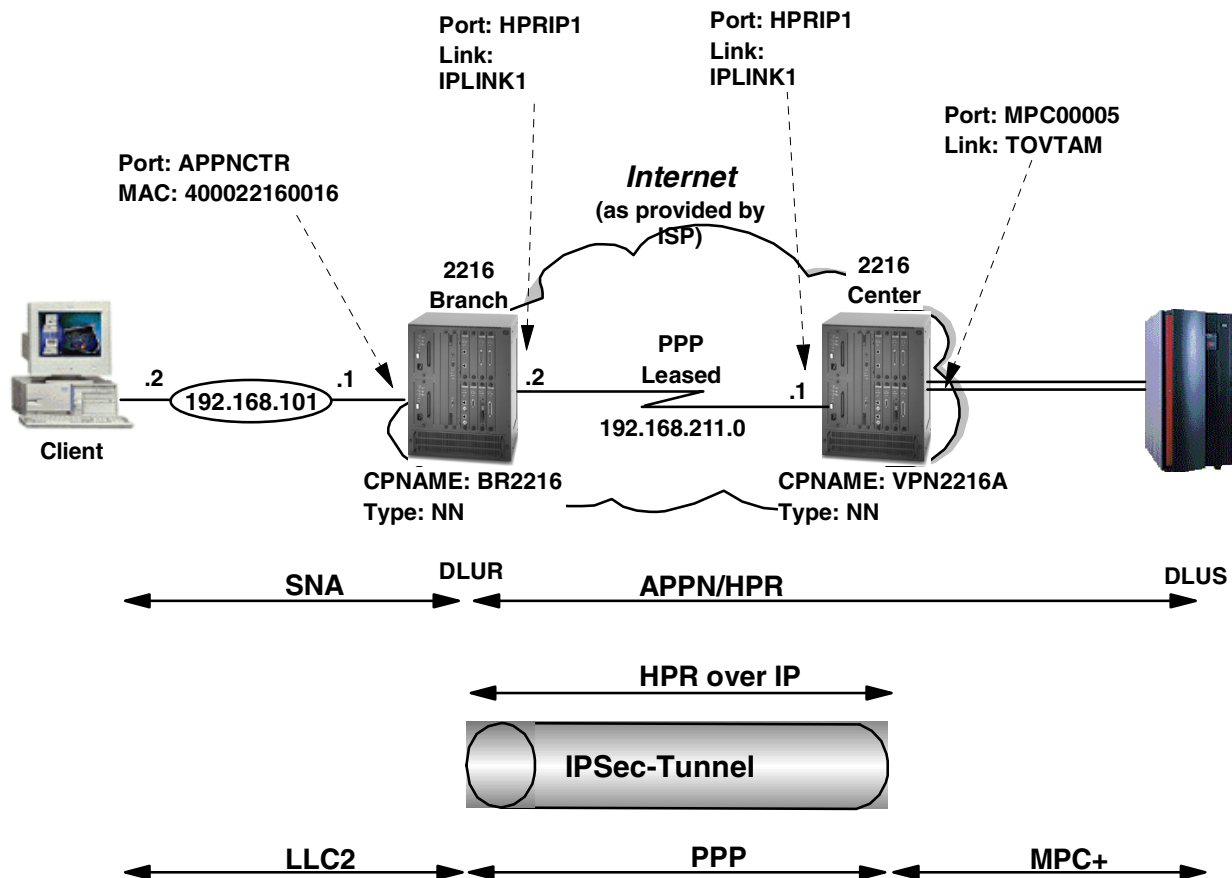 Port: HPRIP1
Link:
IPLINK1
Port: HPRIP1
Link:
IPLINK1
Port: MPC00005
Link: TOVTAM
Port: APPNCTR
MAC: 400022160016
Internet
(as provided by
ISP)
2216
Branch
2216
Center
PPP
Leased
.2
.1
.2
.1
192.168.101
192.168.211.0
Client
CPNAME: BR2216
Type: NN
CPNAME: VPN2216A
Type: NN
SNA
DLUR
APPN/HPR
DLUS
HPR over IP
IPSec-Tunnel
LLC2
PPP
MPC+